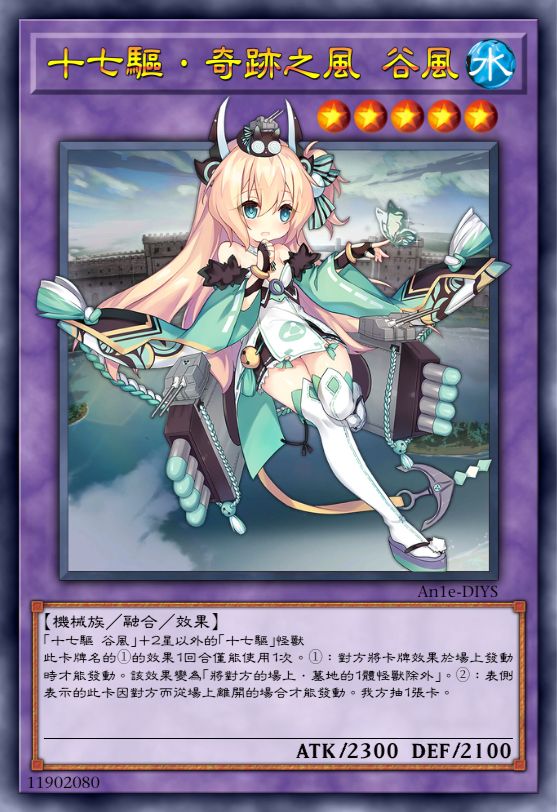 十七驅・奇跡之風 谷風 水
An1e-DIYS
【機械族／融合／效果】
「十七驅 谷風」＋2星以外的「十七驅」怪獸
此卡牌名的①的效果1回合僅能使用1次。①：對方將卡牌效果於場上發動
時才能發動。該效果變為「將對方的場上・墓地的1體怪獸除外」。②：表側
表示的此卡因對方而從場上離開的場合才能發動。我方抽1張卡。
ATK/2300 DEF/2100
11902080